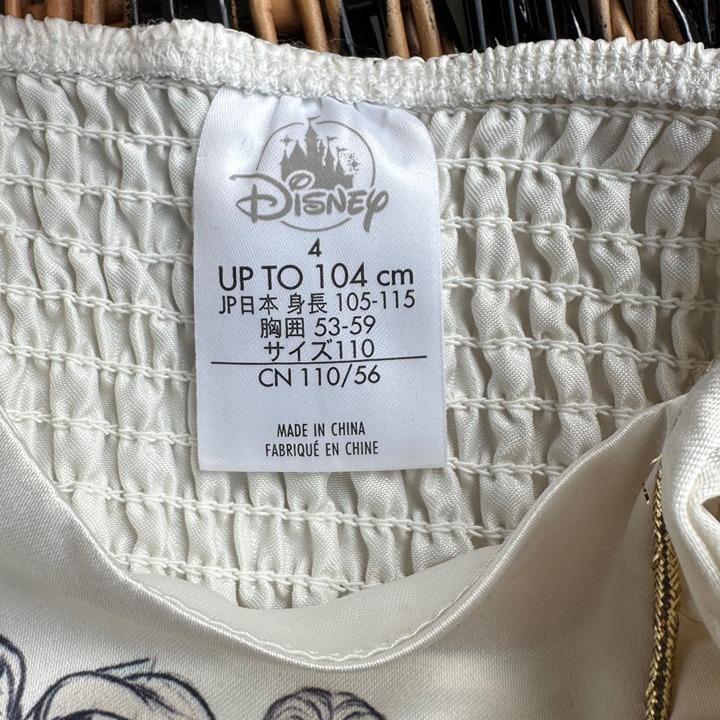 Disney
4
UP TO 104 cm
JP日本 身長 105-115
胸囲 53-59
サイズ110
CN 110/56
MADE IN CHINA
FABRIQUÉ EN CHINE